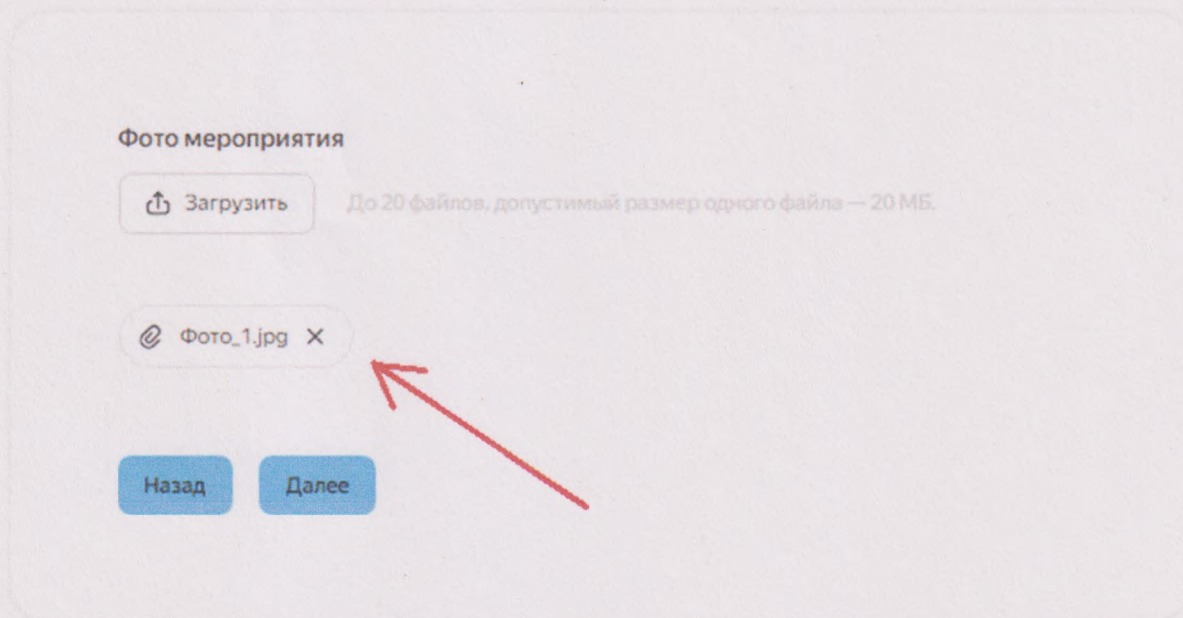 Фото мероприятия
Загрузить До 20 файлов, допустимый размер одного файла — 20 МБ.
Фото_1.jpg
Назад Далее